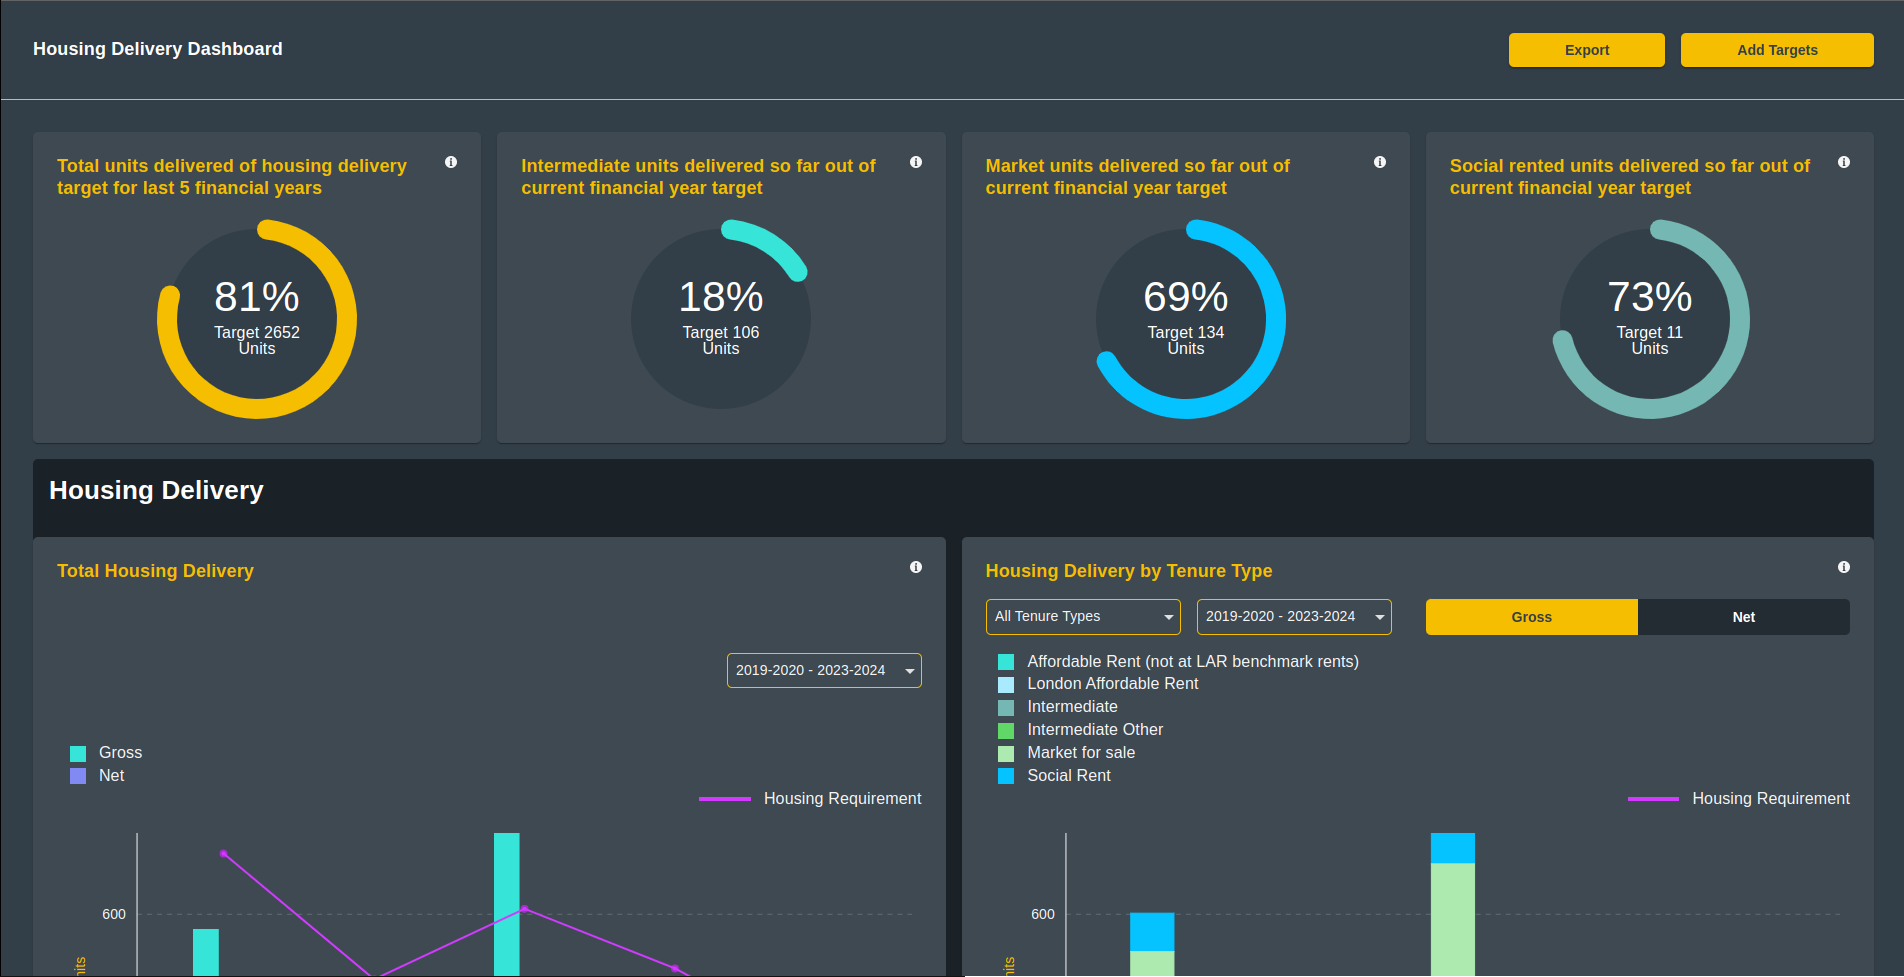 Housing Delivery Dashboard
Export
Add Targets
Total units delivered of housing delivery
target for last 5 financial years
81%
Target 2652
Units
Intermediate units delivered so far out of
current financial year target
18%
Target 106
Units
Market units delivered so far out of
current financial year target
69%
Target 134
Units
Social rented units delivered so far out of
current financial year target
73%
Target 11
Units
Housing Delivery
Total Housing Delivery
2019-2020 - 2023-2024
Gross
Net
Housing Requirement
600
Housing Delivery by Tenure Type
All Tenure Types
2019-2020 - 2023-2024
Gross
Net
Affordable Rent (not at LAR benchmark rents)
London Affordable Rent
Intermediate
Intermediate Other
Market for sale
Social Rent
Housing Requirement
600